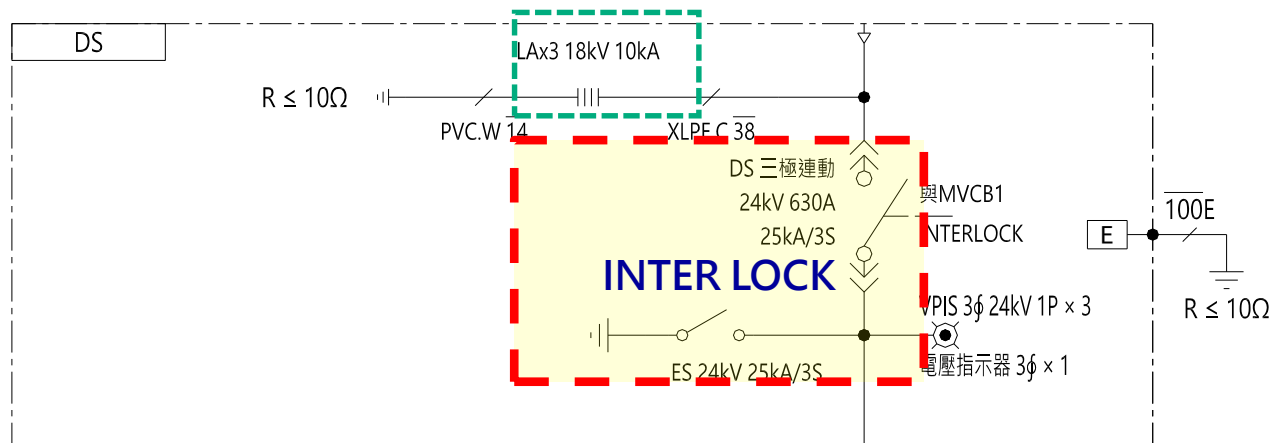 DS
LAx3 18kV 10kA
R ≤ 10Ω
PVC.W 14
XLPE.C 38
DS 三極連動
24kV 630A
25kA/3S
與MVCB1
INTERLOCK
100E
E
INTER LOCK
R ≤ 10Ω
VPIS 3∮ 24kV 1P × 3
ES 24kV 25kA/3S
電壓指示器 3∮ × 1